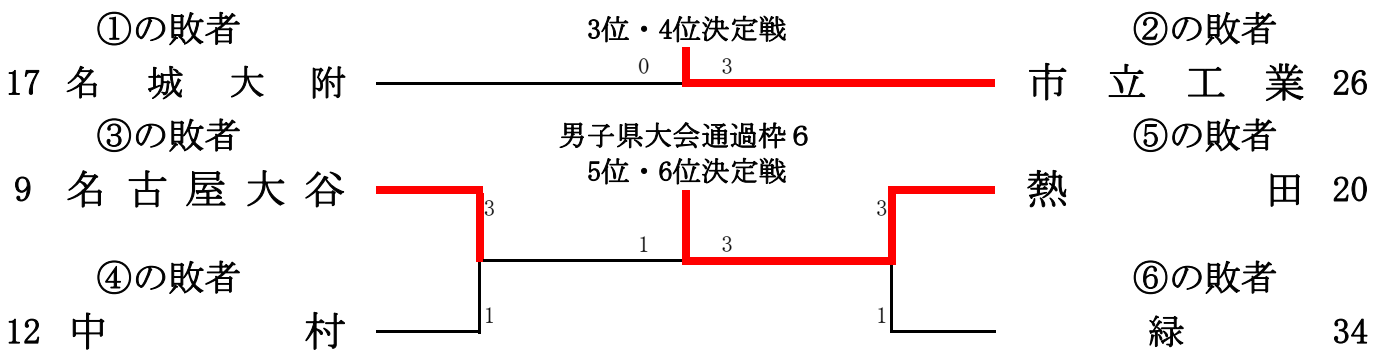 ①の敗者 3位・4位決定戦 ②の敗者
17 名城大附 0 3 市立工業 26
③の敗者 男子県大会通過枠6 ⑤の敗者
5位・6位決定戦
9 名古屋大谷 熱田 20
3 3
1 3
④の敗者 ⑥の敗者
1 1
12 中村 緑 34